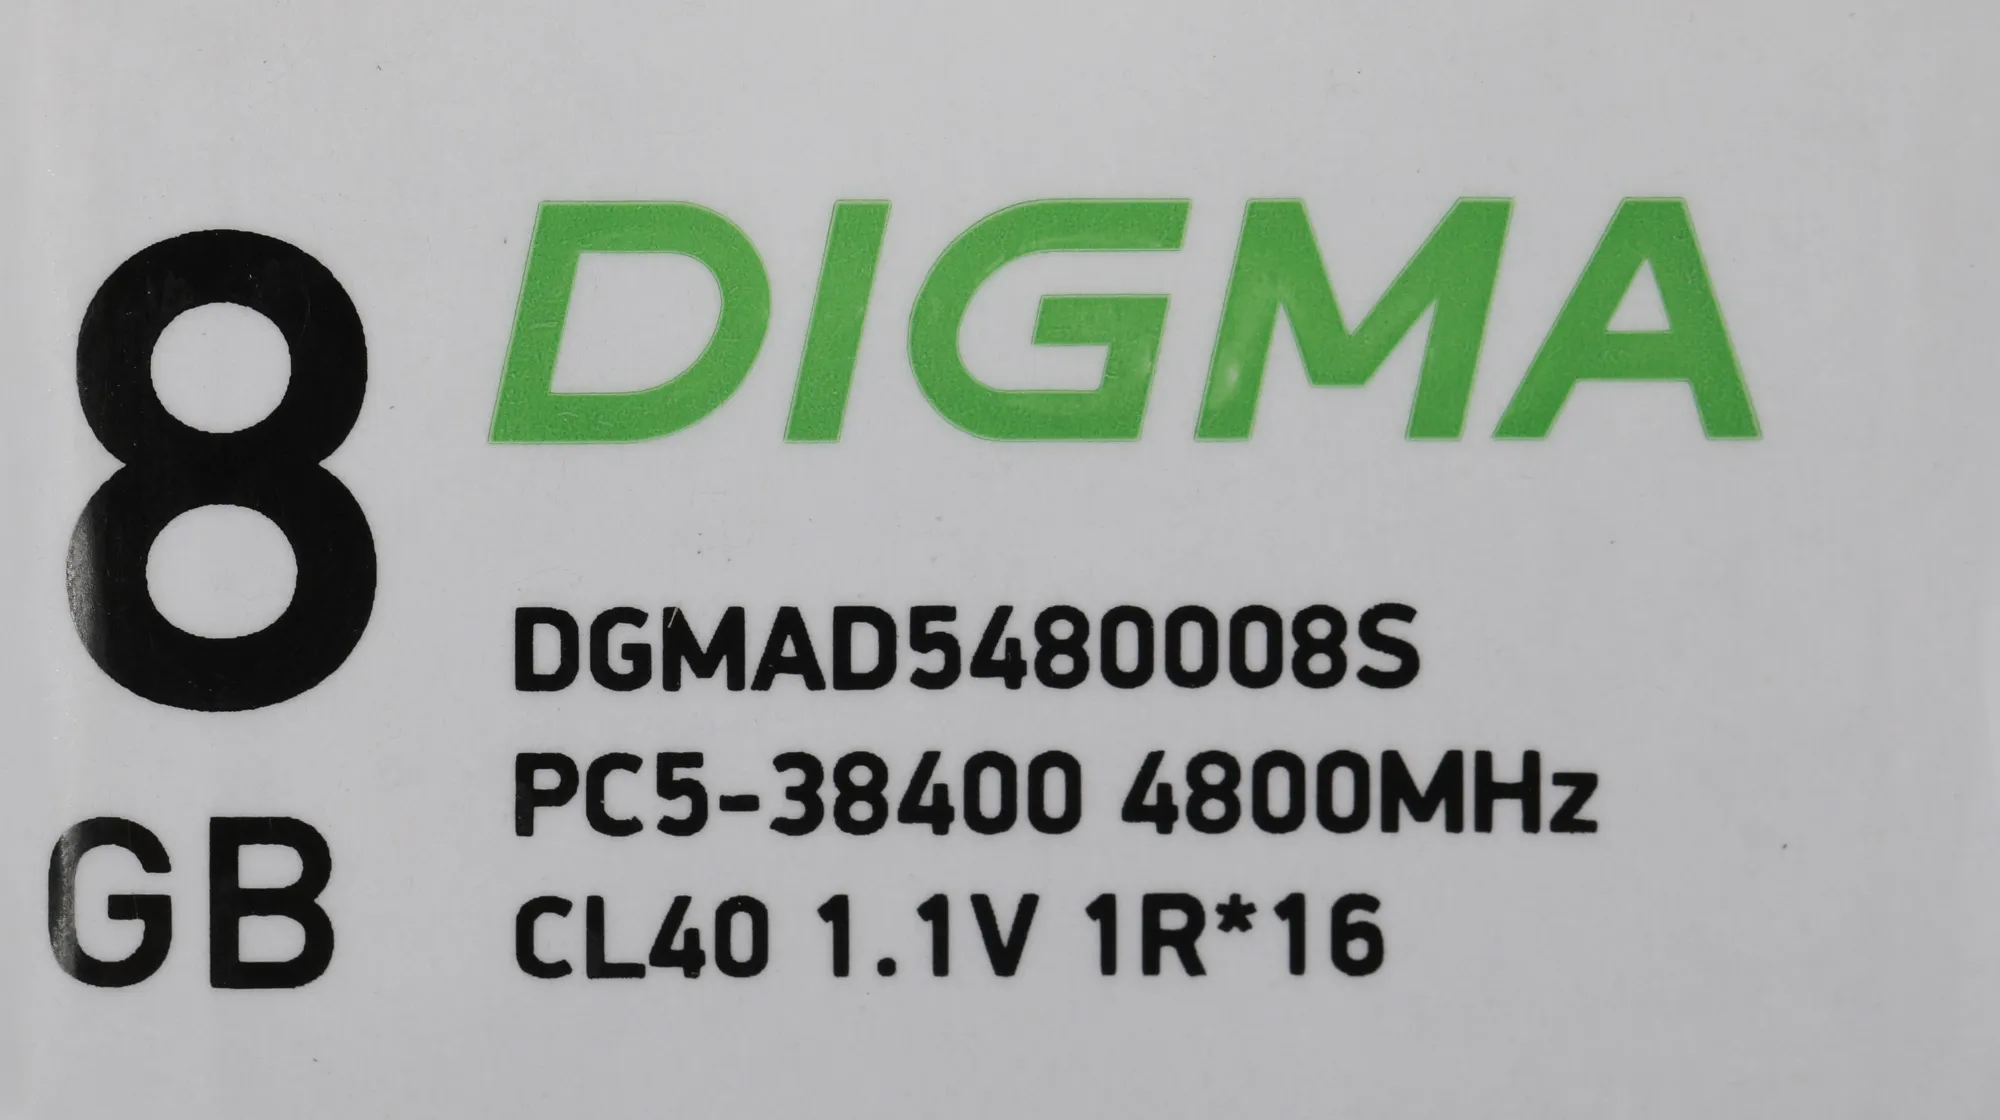 8
GB
DIGMA
DGMAD5480008S
PC5-38400 4800MHz
CL40 1.1V 1R*16